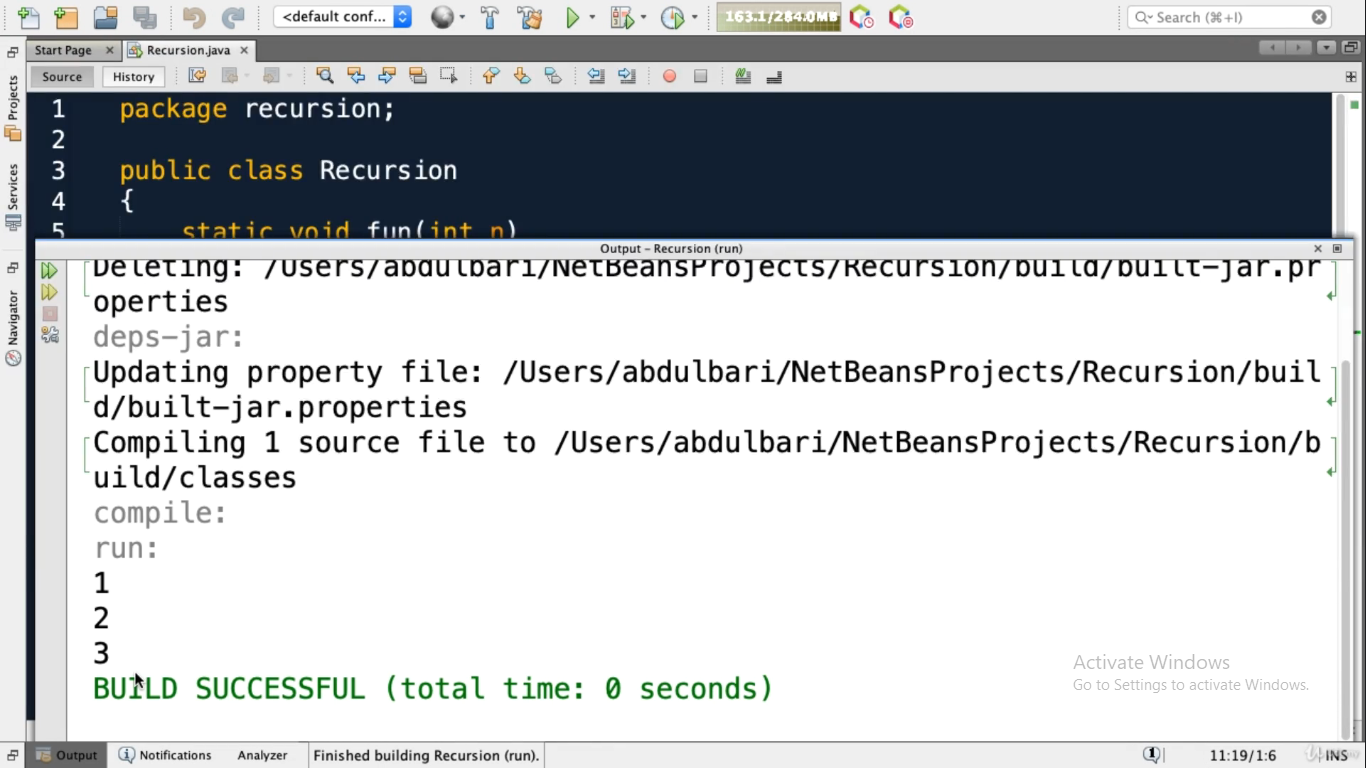 <default conf...
163.1/284.0MB
Search (⌘+I)
Start Page
Recursion.java
Source
History
Projects
Services
Navigator
1 package recursion;
2
3 public class Recursion
4 {
5 static void fun(int n)
Output - Recursion (run)
Deleting: /Users/abdulbari/NetBeansProjects/Recursion/build/built-jar.pr
operties
deps-jar:
Updating property file: /Users/abdulbari/NetBeansProjects/Recursion/buil
d/built-jar.properties
Compiling 1 source file to /Users/abdulbari/NetBeansProjects/Recursion/b
uild/classes
compile:
run:
1
2
3
BUILD SUCCESSFUL (total time: 0 seconds)
Activate Windows
Go to Settings to activate Windows.
Output
Notifications
Analyzer
Finished building Recursion (run).
1
11:19/1:6
INS